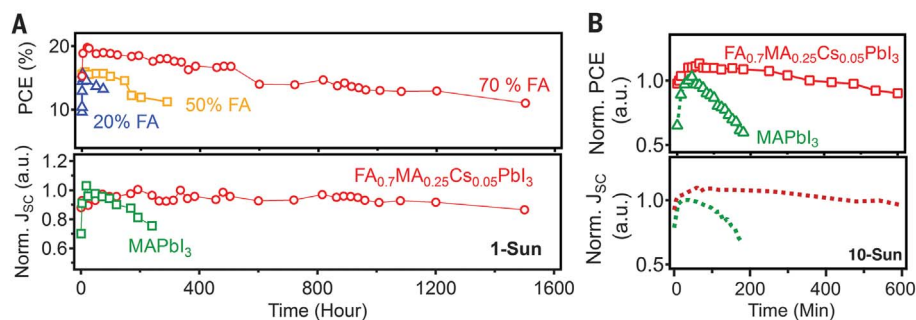 A
PCE (%)
20
10
70 % FA
50% FA
20% FA
Norm. JSC (a.u.)
1.2
1.0
0.8
0.6
FA0.7MA0.25Cs0.05PbI3
MAPbI3
1-Sun
0 400 800 1200 1600
Time (Hour)
B
Norm. PCE
(a.u.)
1.0
0.5
FA0.7MA0.25Cs0.05PbI3
MAPbI3
Norm. JSC
(a.u.)
1.0
0.5
10-Sun
0 200 400 600
Time (Min)